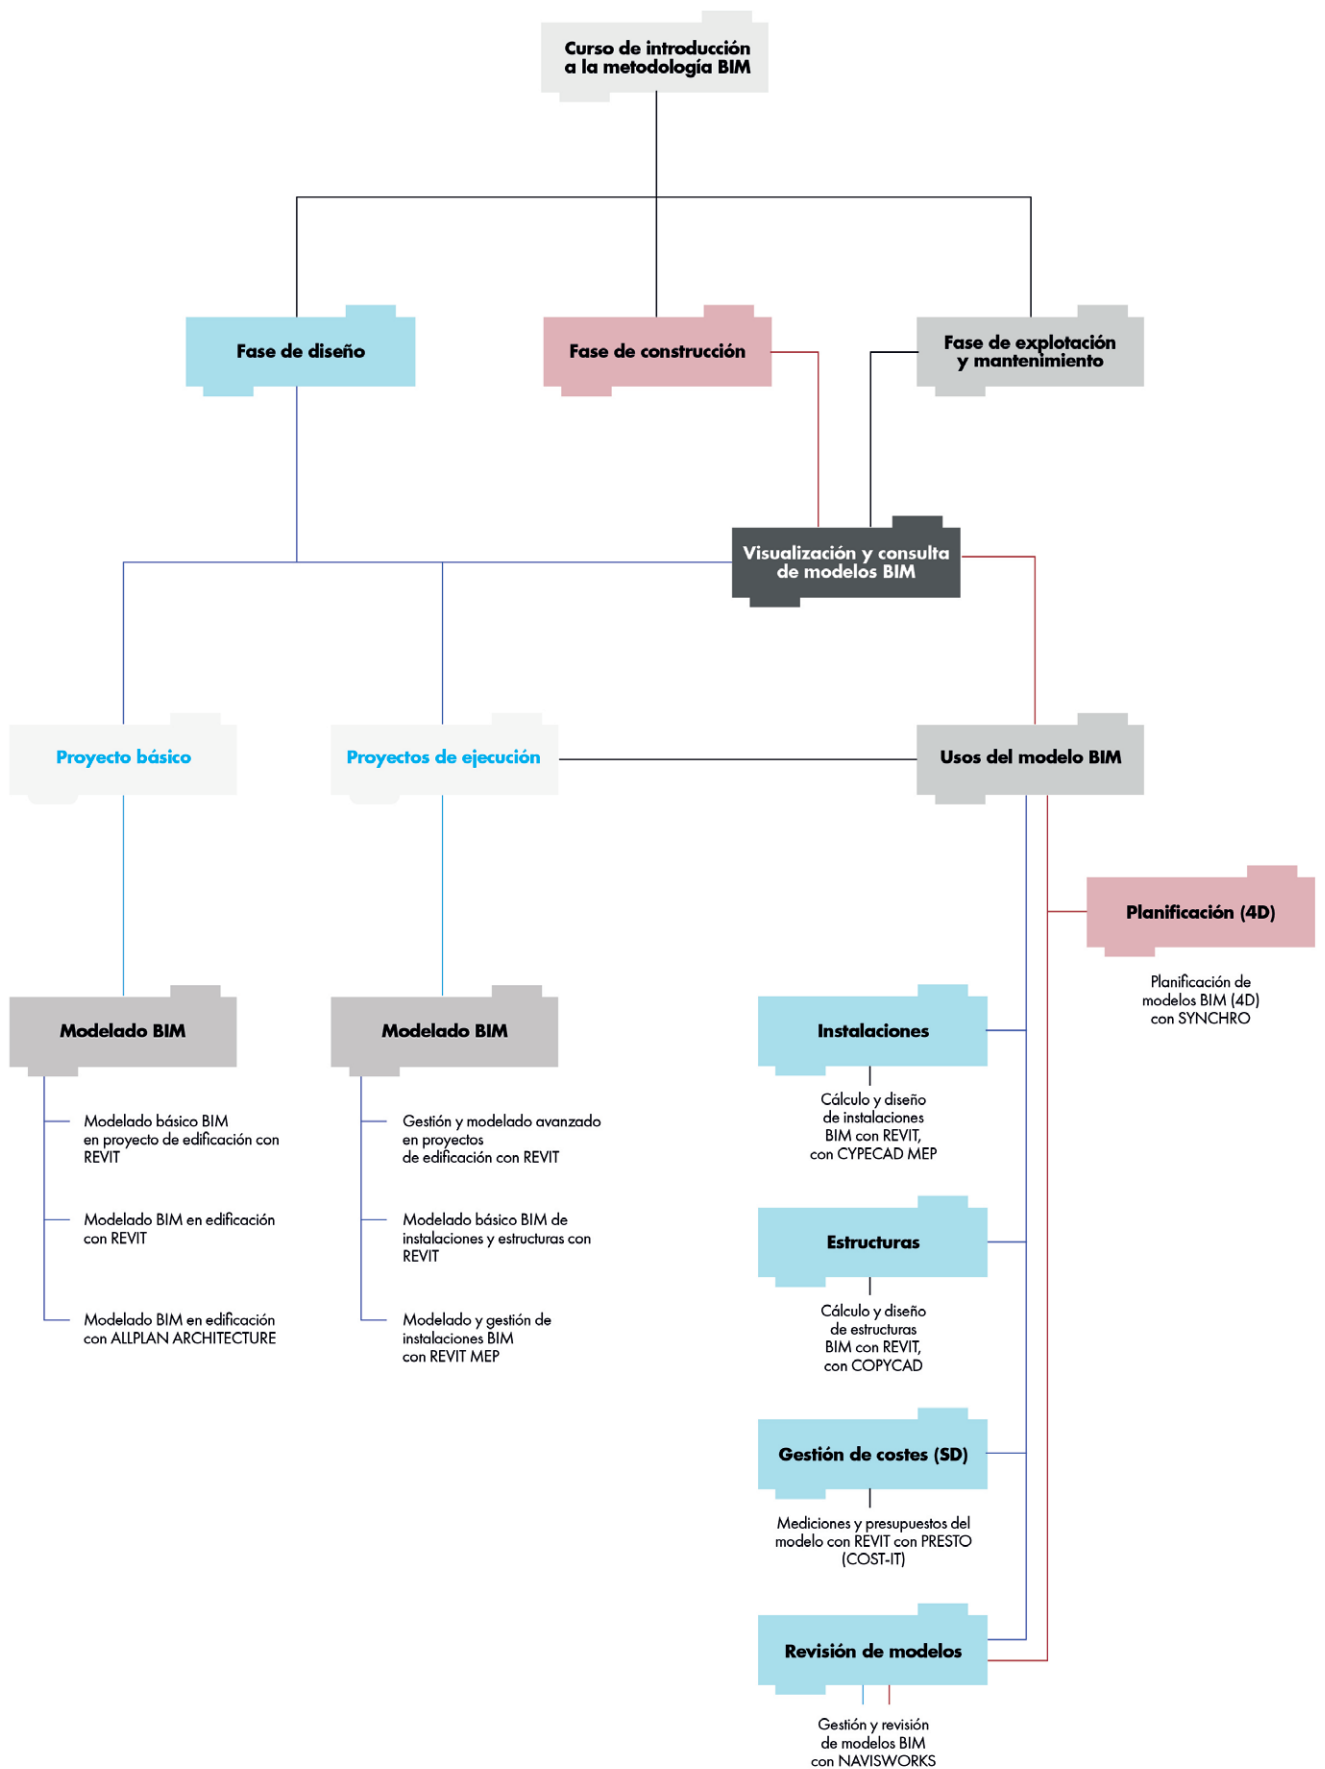 Curso de introducción
a la metodología BIM
Fase de diseño
Fase de construcción
Fase de explotación
y mantenimiento
Visualización y consulta
de modelos BIM
Proyecto básico
Proyectos de ejecución
Usos del modelo BIM
Planificación (4D)
Planificación de
modelos BIM (4D)
con SYNCHRO
Modelado BIM
Modelado básico BIM
en proyecto de edificación con
REVIT
Modelado BIM en edificación
con REVIT
Modelado BIM en edificación
con ALLPLAN ARCHITECTURE
Modelado BIM
Gestión y modelado avanzado
en proyectos
de edificación con REVIT
Modelado básico BIM de
instalaciones y estructuras con
REVIT
Modelado y gestión de
instalaciones BIM
con REVIT MEP
Instalaciones
Cálculo y diseño
de instalaciones
BIM con REVIT,
con CYPECAD MEP
Estructuras
Cálculo y diseño
de estructuras
BIM con REVIT,
con COPYCAD
Gestión de costes (SD)
Mediciones y presupuestos del
modelo con REVIT con PRESTO
(COST-IT)
Revisión de modelos
Gestión y revisión
de modelos BIM
con NAVISWORKS